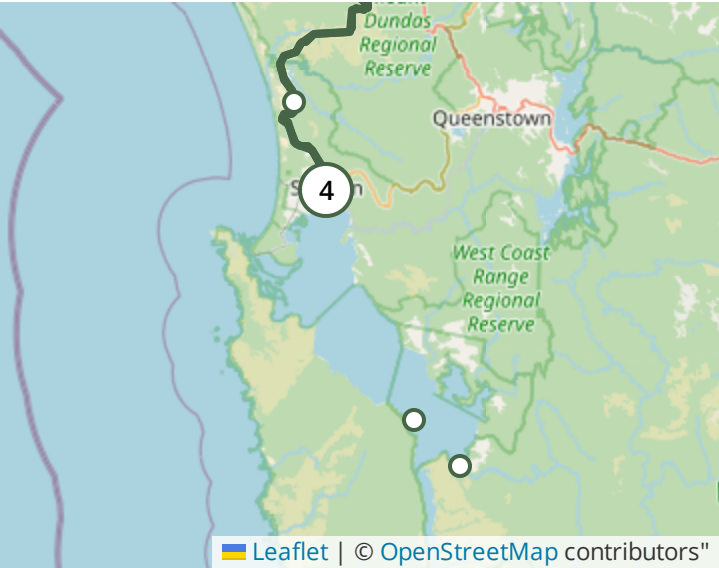 Dundas
Regional
Reserve
Queenstown
4
West Coast
Range
Regional
Reserve
Leaflet | © OpenStreetMap contributors"